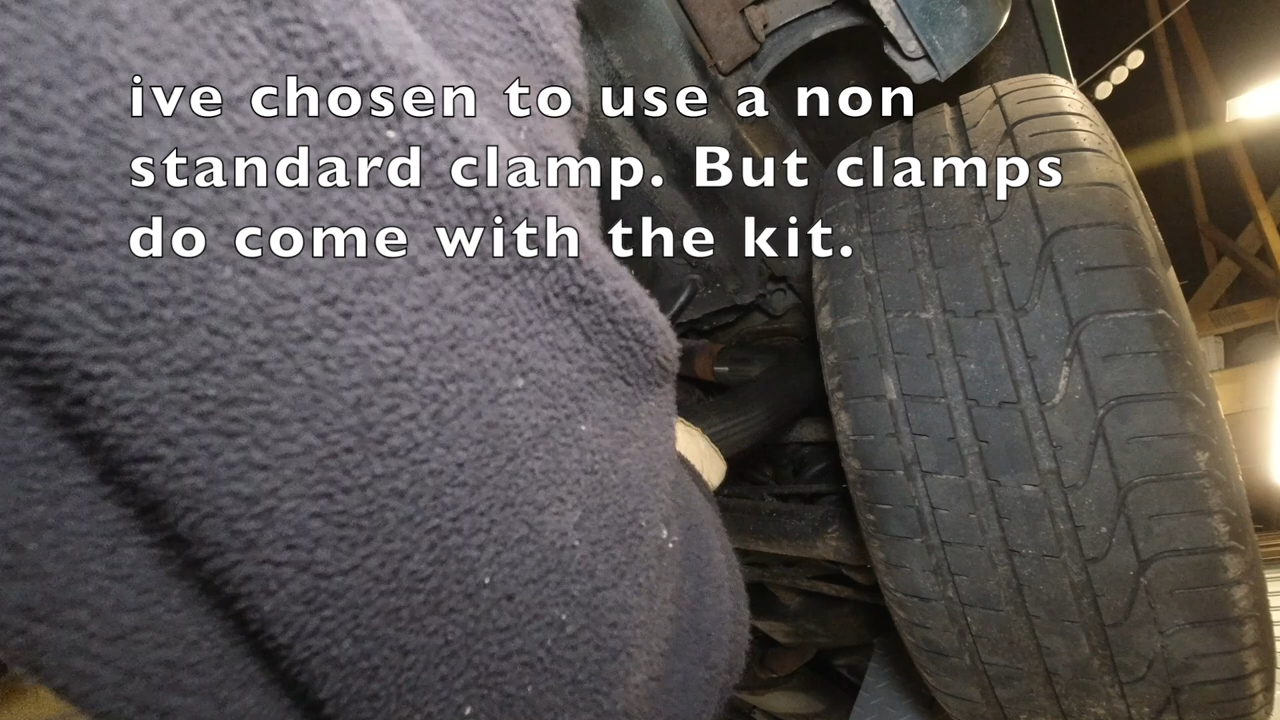 ive chosen to use a non
standard clamp. But clamps
do come with the kit.